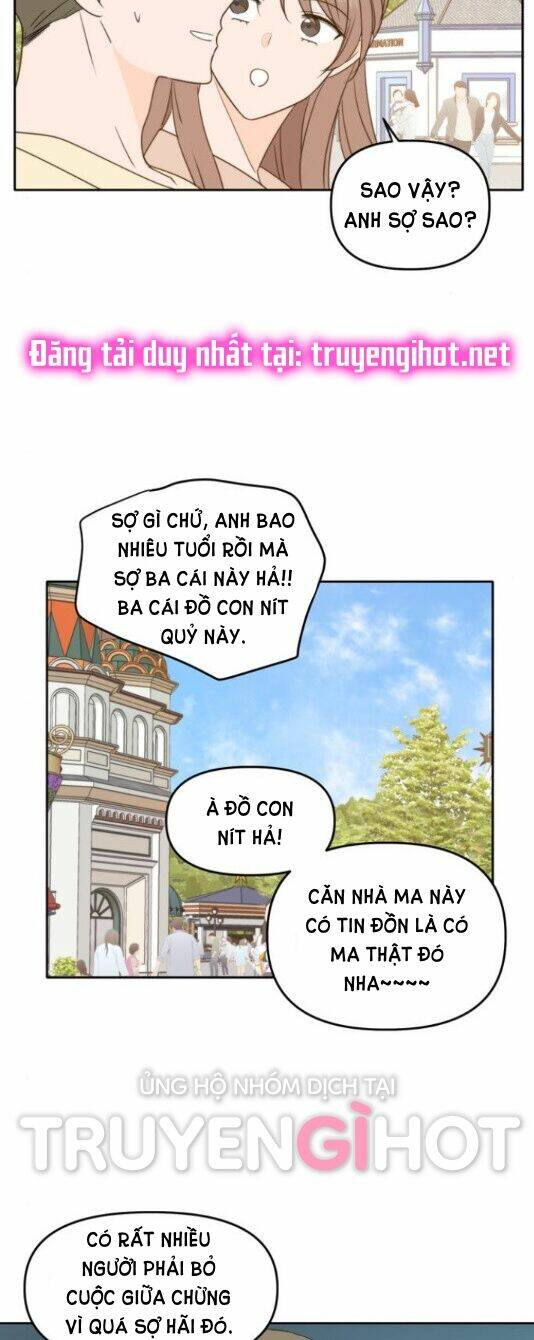 RMATION
SAO VẬY?
ANH SỢ SAO?
Đăng tải duy nhất tại: truyengihot.net
SỢ GÌ CHỨ, ANH BAO
NHIÊU TUỔI RỒI MÀ
SỢ BA CÁI NÀY HẢ!!
BA CÁI ĐỒ CON NÍT
QUỶ NÀY.
À ĐỒ CON
NÍT HẢ!
CĂN NHÀ MA NÀY
CÓ TIN ĐỒN LÀ CÓ
MA THẬT ĐÓ
NHA~~~~
ỦNG HỘ NHÓM DỊCH TẠI
TRUYENGIHOT
CÓ RẤT NHIỀU
NGƯỜI PHẢI BỎ
CUỘC GIỮA CHỪNG
VÌ QUÁ SỢ HÃI ĐÓ.